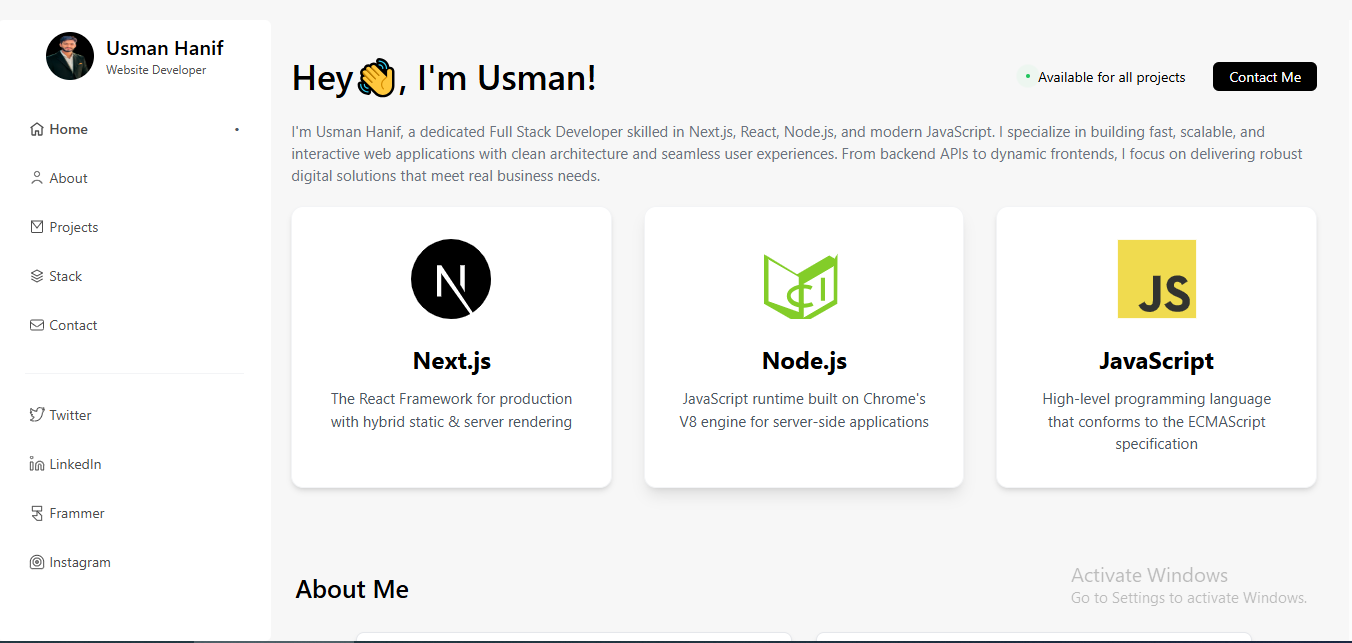 Usman Hanif
Website Developer
Home
About
Projects
Stack
Contact
Twitter
LinkedIn
Frammer
Instagram
Hey👋, I'm Usman!
Available for all projects
Contact Me
I'm Usman Hanif, a dedicated Full Stack Developer skilled in Next.js, React, Node.js, and modern JavaScript. I specialize in building fast, scalable, and
interactive web applications with clean architecture and seamless user experiences. From backend APIs to dynamic frontends, I focus on delivering robust
digital solutions that meet real business needs.
N
Next.js
The React Framework for production
with hybrid static & server rendering
CI
Node.js
JavaScript runtime built on Chrome's
V8 engine for server-side applications
JS
JavaScript
High-level programming language
that conforms to the ECMAScript
specification
About Me
Activate Windows
Go to Settings to activate Windows.